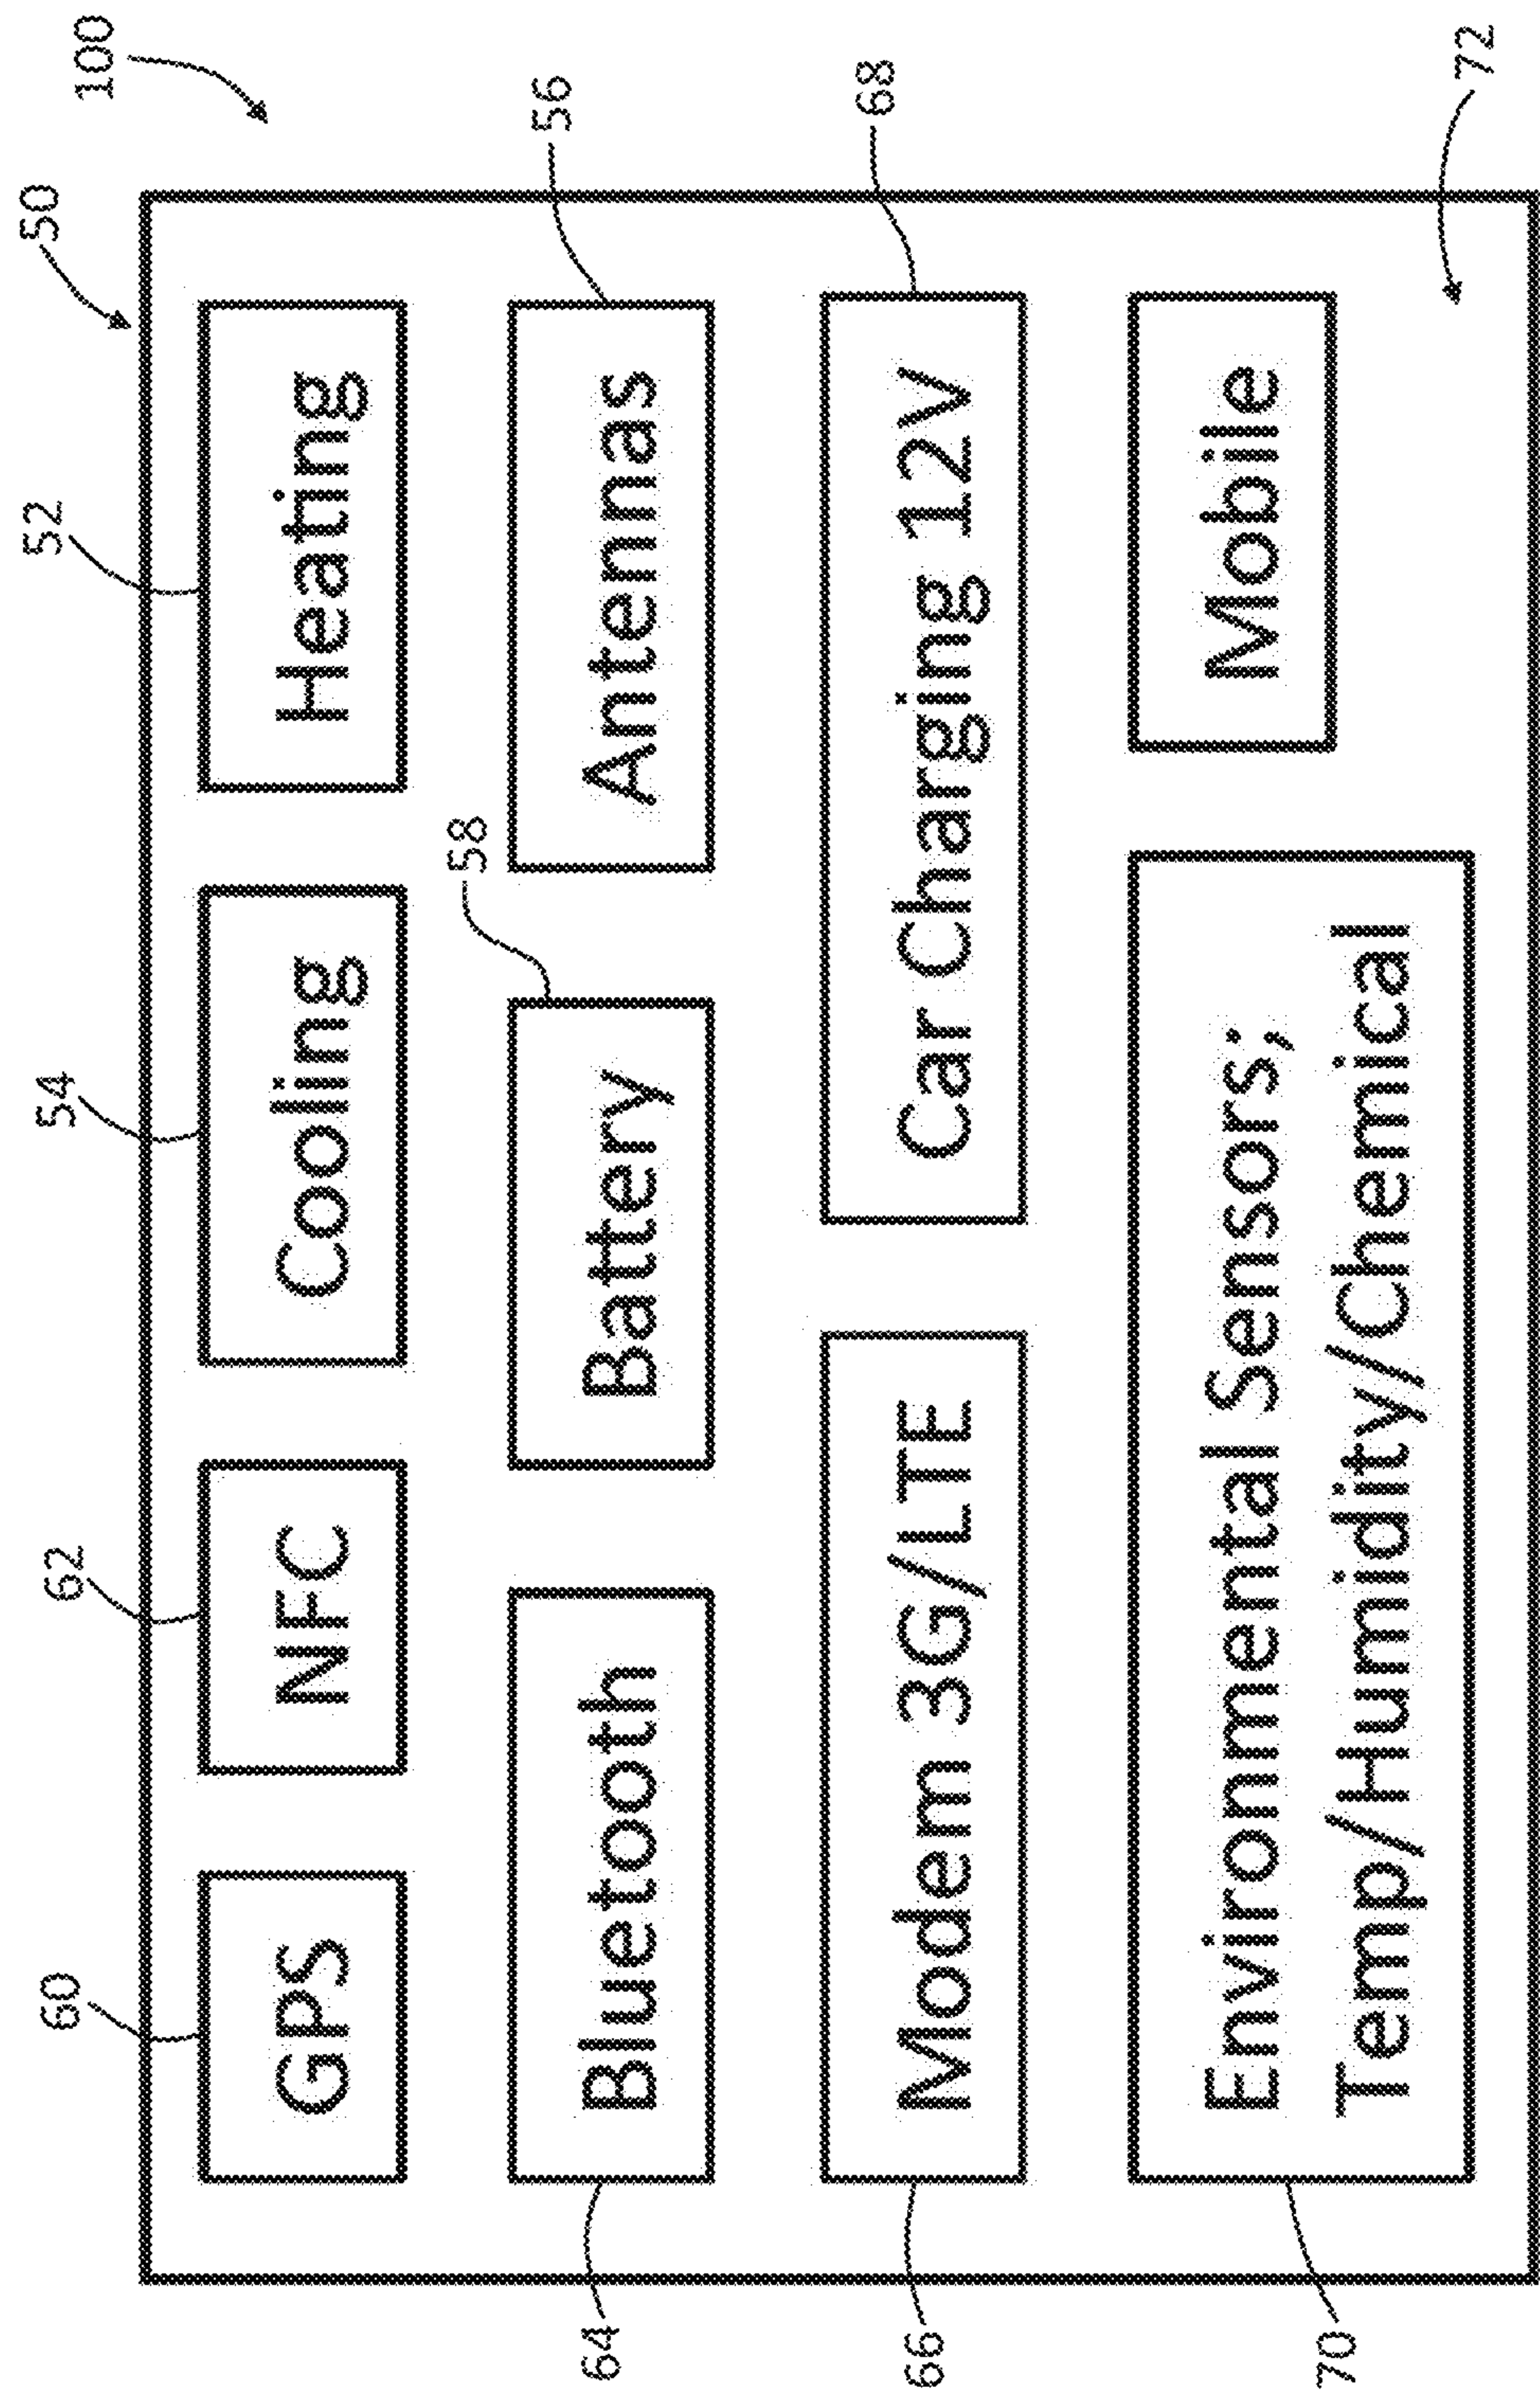 100
50
60
62
54
52
GPS
NFC
Cooling
Heating
58
56
Bluetooth
Battery
Antennas
64
68
Modem 3G/LTE
Car Charging 12V
66
Environmental Sensors;
Temp/Humidity/Chemical
Mobile
70
72